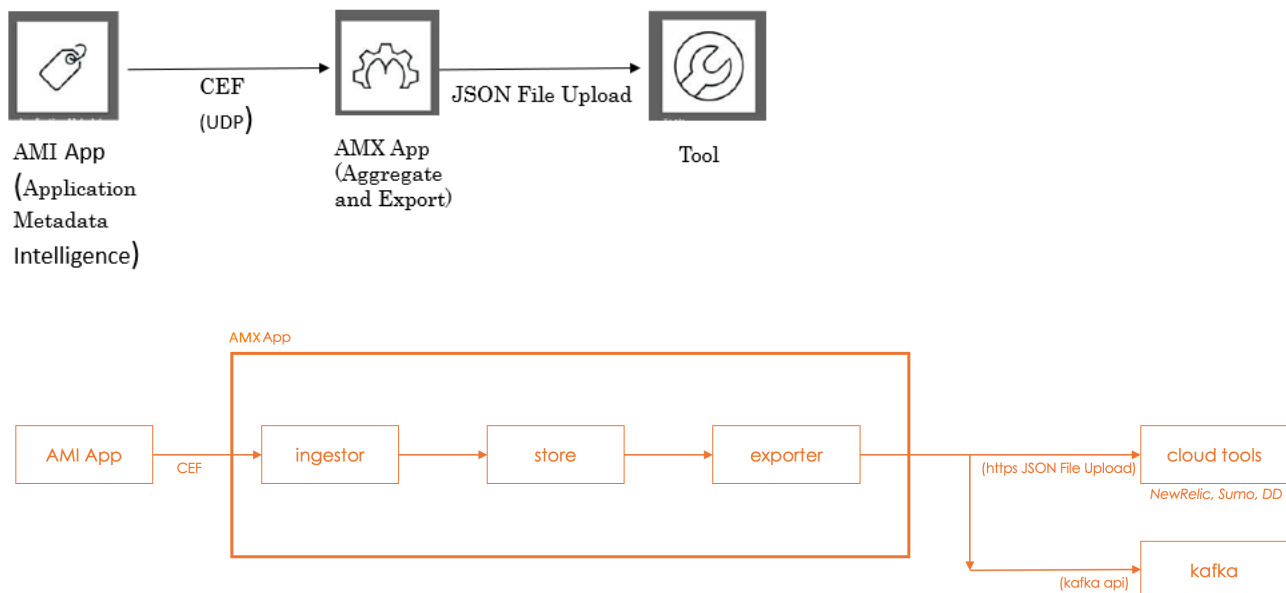 CEF
(UDP)
JSON File Upload
AMI App
(Application
Metadata
Intelligence)
AMX App
(Aggregate
and Export)
Tool
AMX App
AMI App
CEF
ingestor
store
exporter
(https JSON File Upload)
cloud tools
NewRelic, Sumo, DD
(kafka api)
kafka